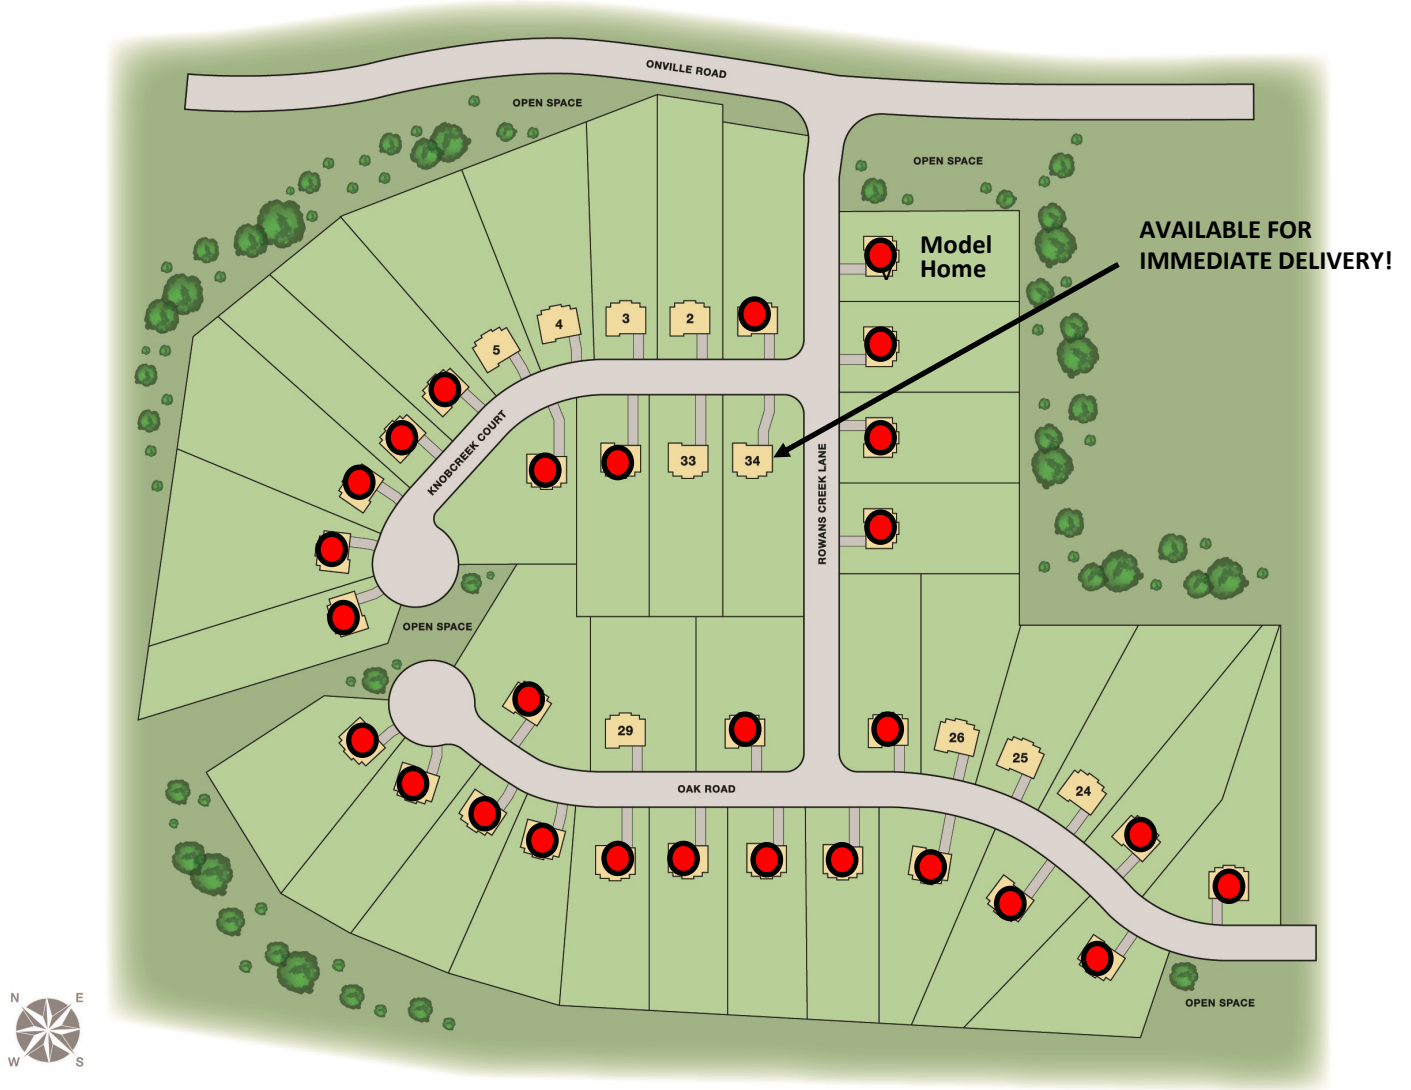 ONVILLE ROAD
OPEN SPACE
OPEN SPACE
AVAILABLE FOR
IMMEDIATE DELIVERY!
Model
Home
V
5
4
3
2
KNOBCREEK COURT
33
34
ROWANS CREEK LANE
OPEN SPACE
29
26
25
24
OAK ROAD
OPEN SPACE
N
E
W
S